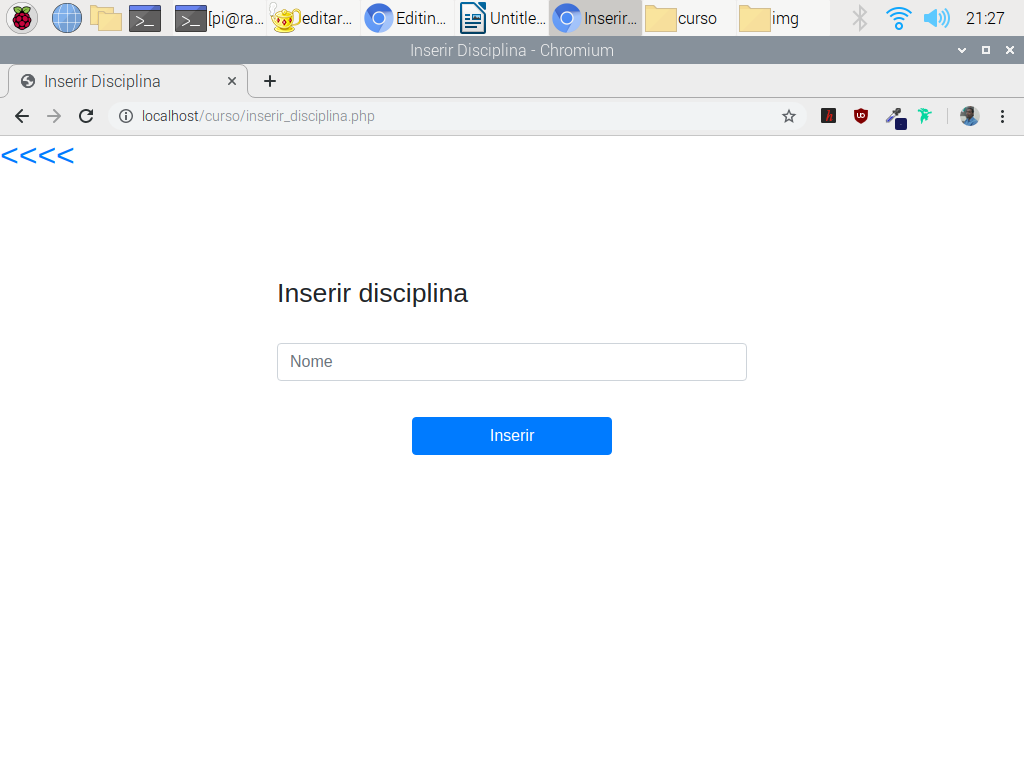 [pi@ra... editar... Editin... Untitle... Inserir... curso img 21:27
Inserir Disciplina - Chromium
Inserir Disciplina
localhost/curso/inserir_disciplina.php
<<<<
Inserir disciplina
Nome
Inserir